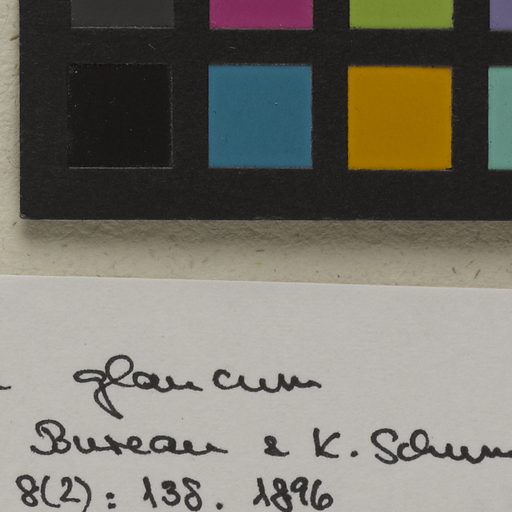 glaucum
Bureau & K. Schum
8(2): 138. 1896